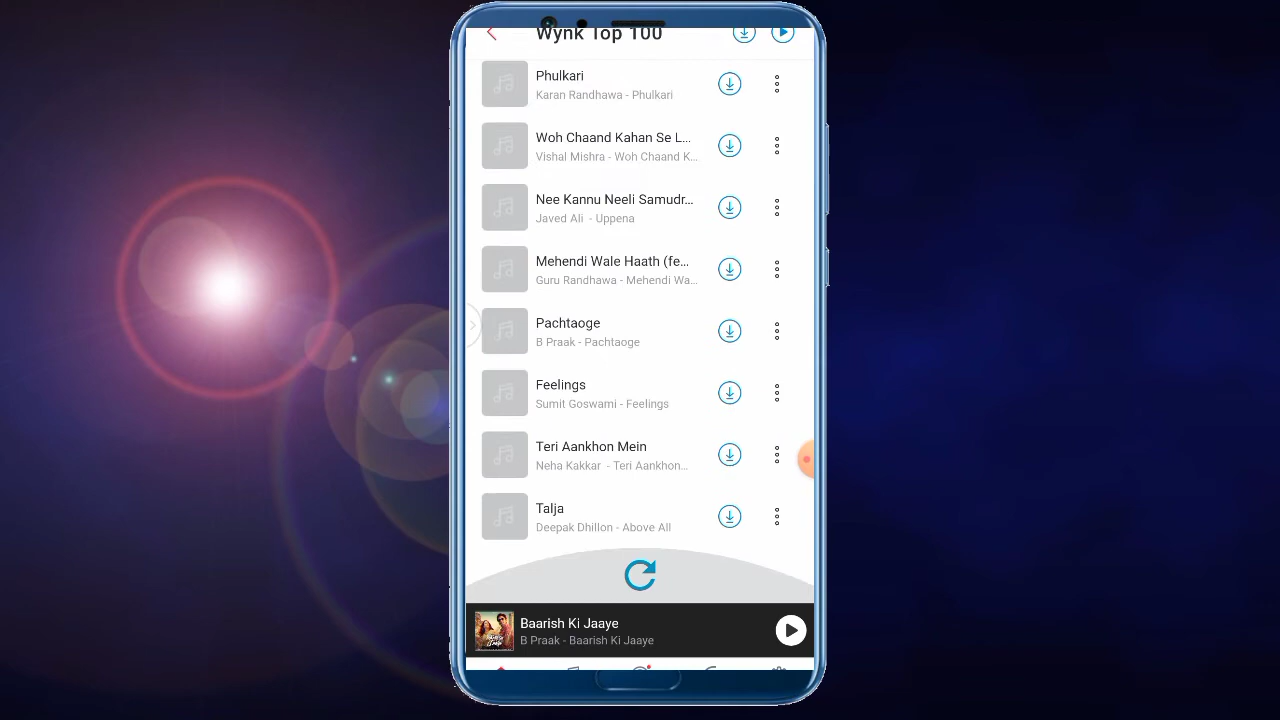 Wynk Top 100
Phulkari
Karan Randhawa - Phulkari
Woh Chaand Kahan Se L...
Vishal Mishra - Woh Chaand K...
Nee Kannu Neeli Samudr...
Javed Ali - Uppena
Mehendi Wale Haath (fe...
Guru Randhawa - Mehendi Wa...
Pachtaoge
B Praak - Pachtaoge
Feelings
Sumit Goswami - Feelings
Teri Aankhon Mein
Neha Kakkar - Teri Aankhon...
Talja
Deepak Dhillon - Above All
Baarish Ki Jaaye
B Praak - Baarish Ki Jaaye